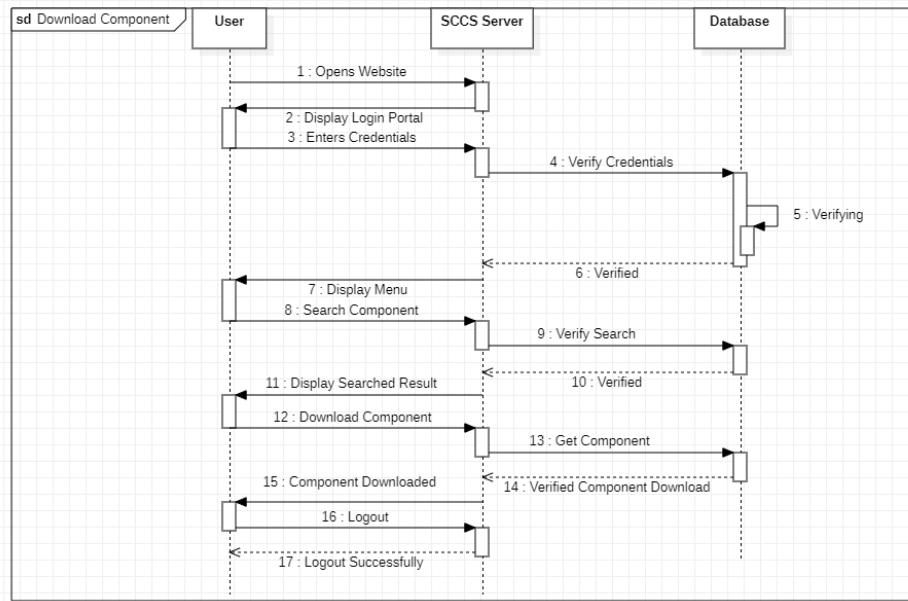 sd Download Component
User
SCCS Server
Database
1 : Opens Website
2 : Display Login Portal
3 : Enters Credentials
4 : Verify Credentials
5 : Verifying
6 : Verified
7 : Display Menu
8 : Search Component
9 : Verify Search
10 : Verified
11 : Display Searched Result
12 : Download Component
13 : Get Component
14 : Verified Component Download
15 : Component Downloaded
16 : Logout
17 : Logout Successfully